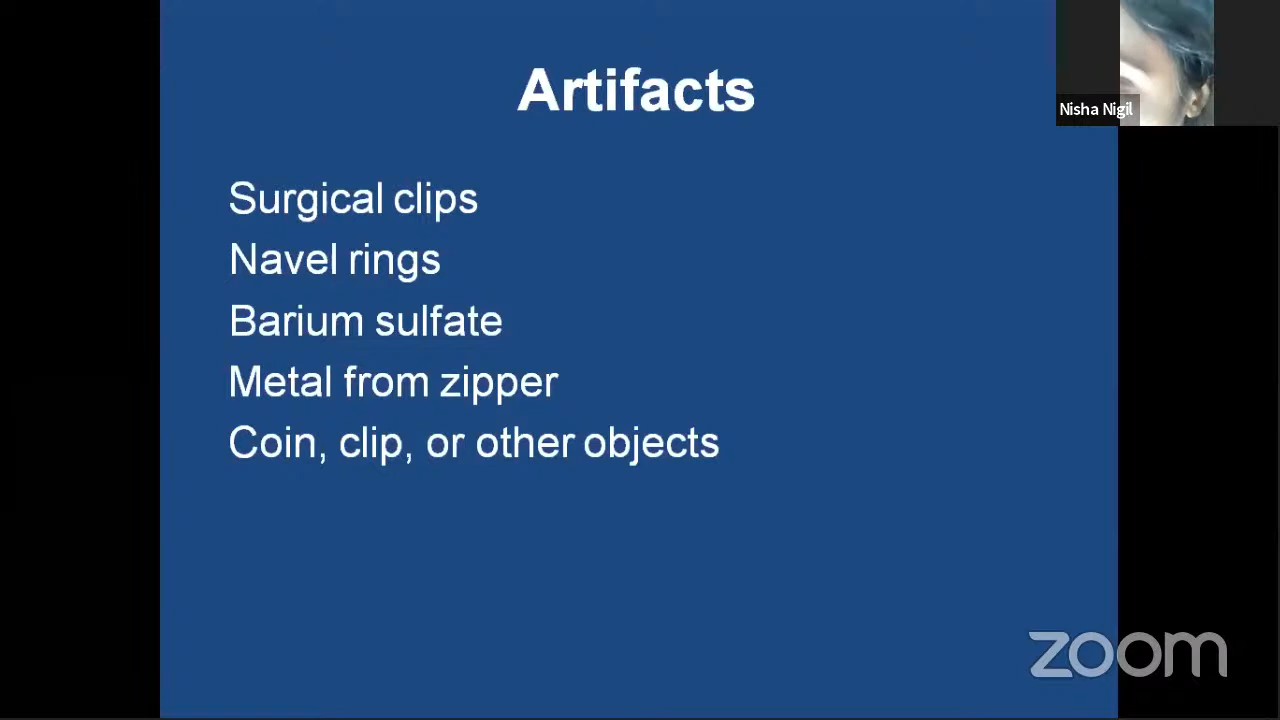 Artifacts
Nisha Nigil
Surgical clips
Navel rings
Barium sulfate
Metal from zipper
Coin, clip, or other objects
zoom